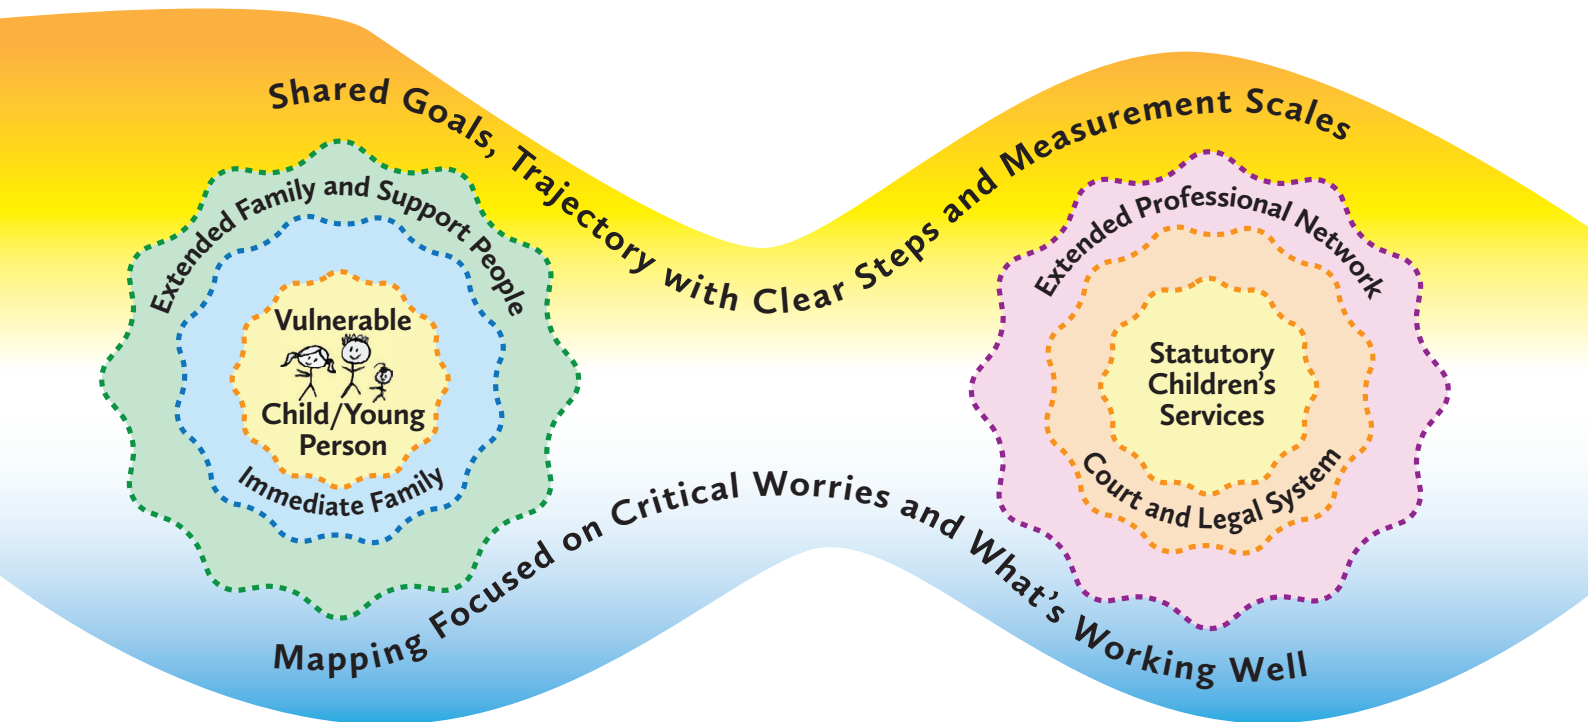 Shared Goals, Trajectory with Clear Steps and Measurement Scales
Extended Family and Support People
Vulnerable
Child/Young
Person
Immediate Family
Extended Professional Network
Statutory
Children's
Services
Court and Legal System
Mapping Focused on Critical Worries and What's Working Well